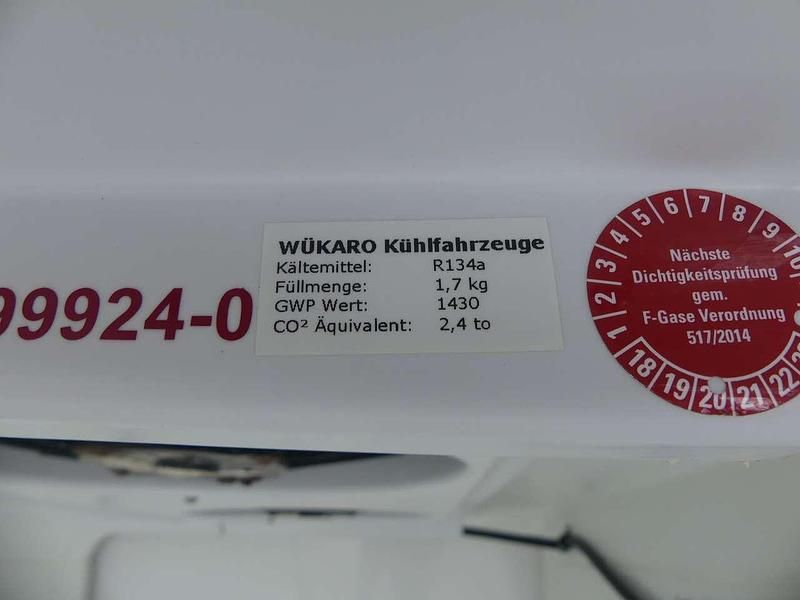 99924-0
WÜKARO Kühlfahrzeuge
Kältemittel: R134a
Füllmenge: 1,7 kg
GWP Wert: 1430
CO² Äquivalent: 2,4 to
1 2 3 4 5 6 7 8 9 10
Nächste
Dichtigkeitsprüfung
gem.
F-Gase Verordnung
517/2014
18 19 20 21 22